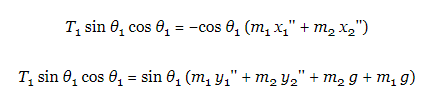 T₁ sin θ₁ cos θ₁ = −cos θ₁ (m₁ x₁" + m₂ x₂")
T₁ sin θ₁ cos θ₁ = sin θ₁ (m₁ y₁" + m₂ y₂" + m₂ g + m₁ g)